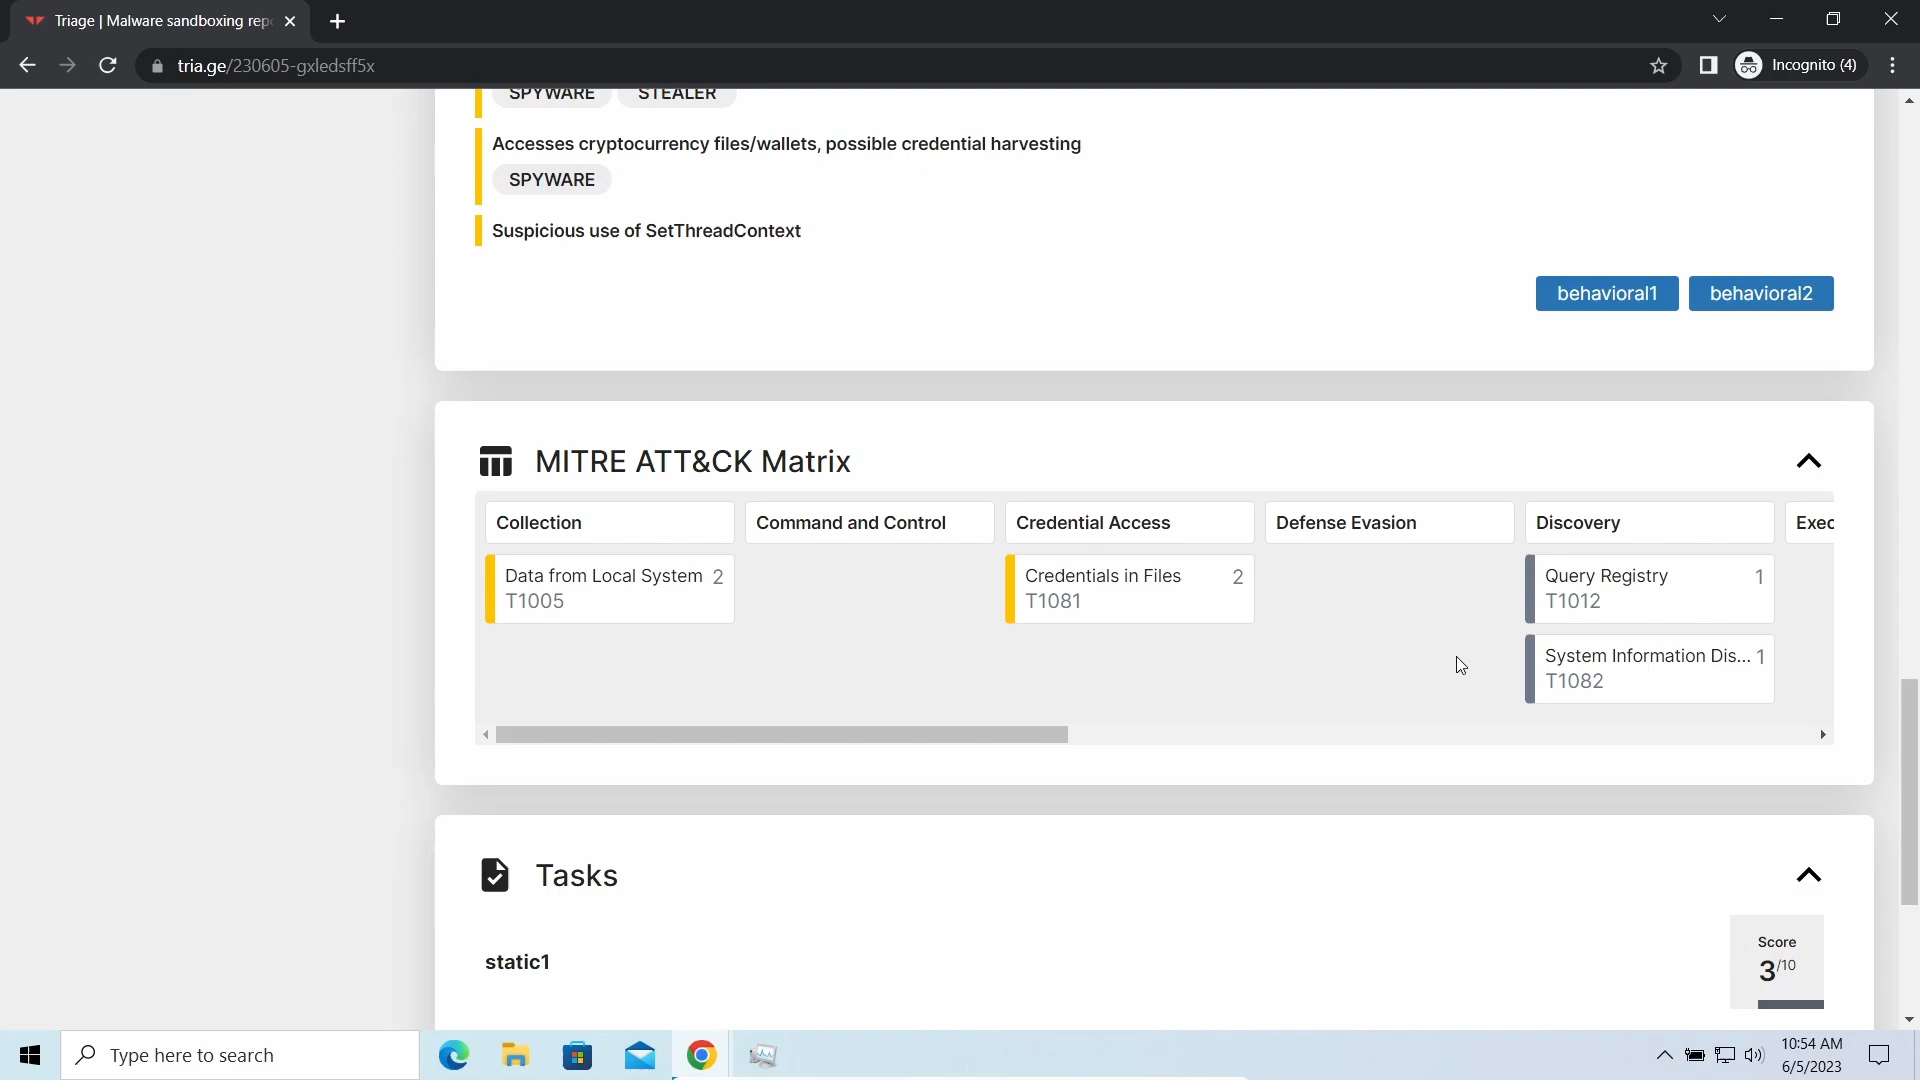 Triage | Malware sandboxing rep
tria.ge/230605-gxledsff5x
Incognito (4)
SPYWARE STEALER
Accesses cryptocurrency files/wallets, possible credential harvesting
SPYWARE
Suspicious use of SetThreadContext
behavioral1 behavioral2
MITRE ATT&CK Matrix
Collection Command and Control Credential Access Defense Evasion Discovery Exec
Data from Local System 2 Credentials in Files 2 Query Registry 1
T1005 T1081 T1012
System Information Dis... 1
T1082
Tasks
Score
static1
3/10
Type here to search
10:54 AM
6/5/2023